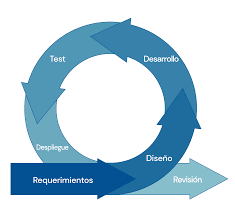 Test
Desarrollo
Despliegue
Diseño
Requerimientos
Revisión